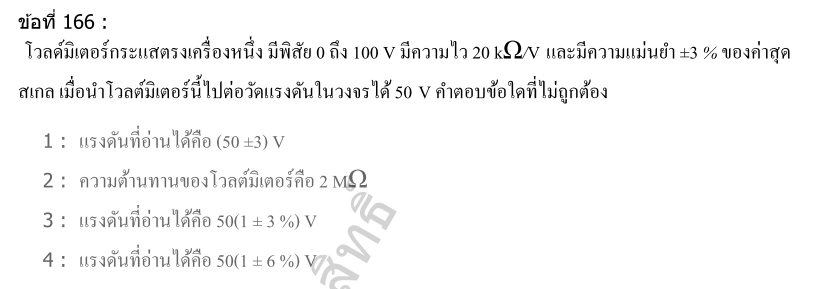 ข้อที่ 166 :
โวลต์มิเตอร์กระแสตรงเครื่องหนึ่ง มีพิสัย 0 ถึง 100 V มีความไว 20 kΩ/V และมีความแม่นยำ ±3 % ของค่าสุด
สเกล เมื่อนำโวลต์มิเตอร์นี้ไปต่อวัดแรงดันในวงจรได้ 50 V คำตอบข้อใดที่ไม่ถูกต้อง
1 : แรงดันที่อ่านได้คือ (50 ±3) V
2 : ความต้านทานของโวลต์มิเตอร์คือ 2 MΩ
3 : แรงดันที่อ่านได้คือ 50(1 ± 3 %) V
4 : แรงดันที่อ่านได้คือ 50(1 ± 6 %) V
สิทธิ